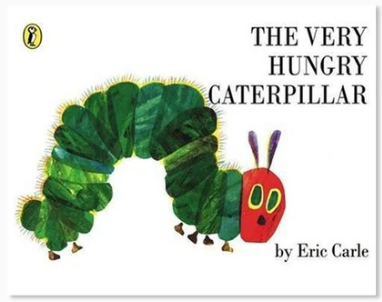 THE VERY
HUNGRY
CATERPILLAR
by Eric Carle